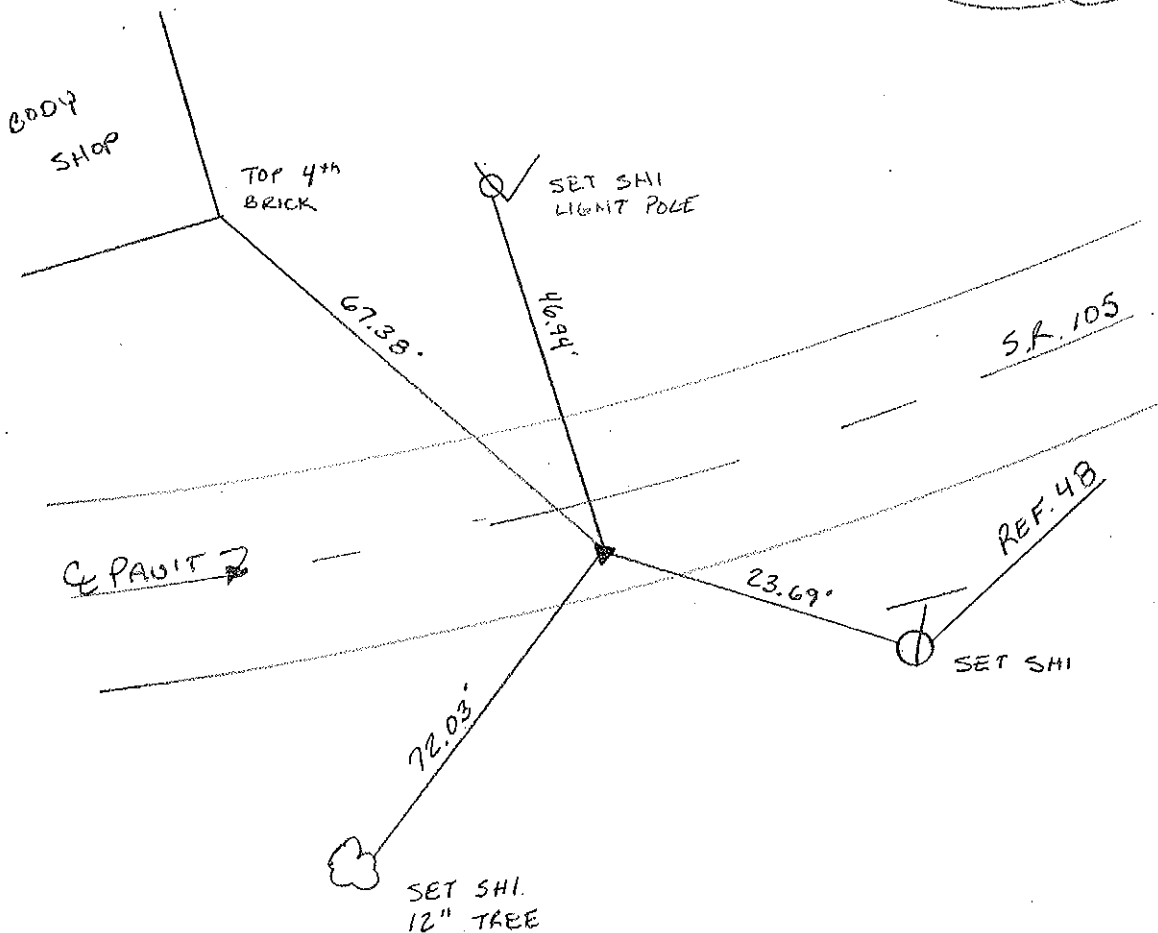 BODY
SHOP
TOP 4th
BRICK
SET SHI
LIGHT POLE
67.38'
46.94'
S.R. 105
REF. 48
℄ PAV'T
23.69'
SET SHI
72.03'
SET SHI.
12" TREE